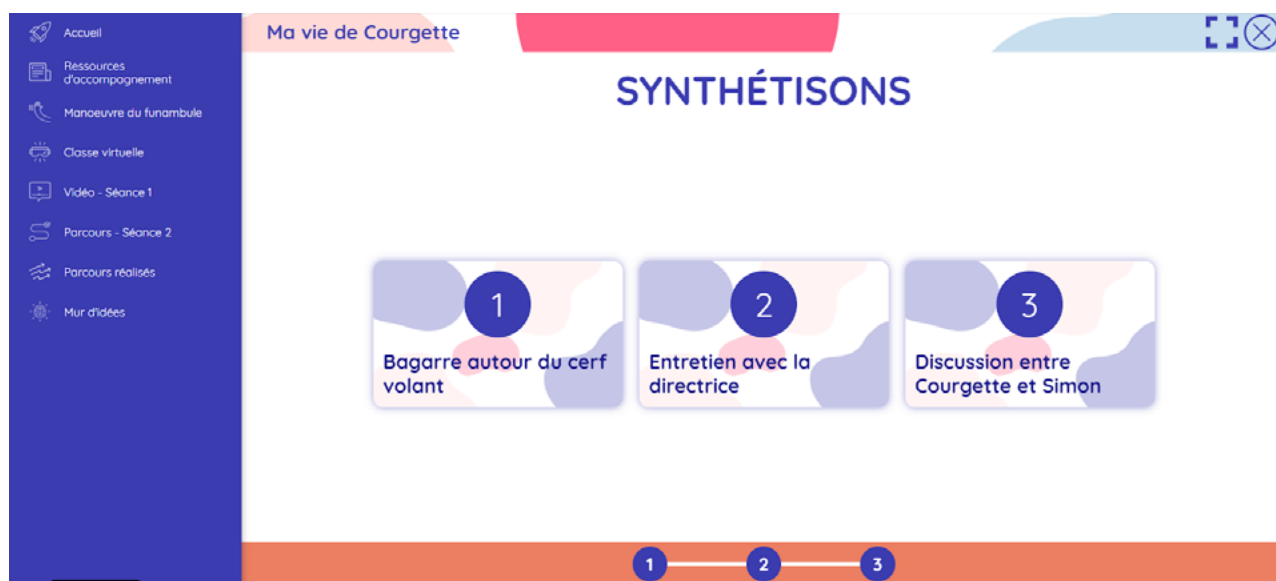 Accueil
Ressources
d'accompagnement
Manoeuvre du funambule
Classe virtuelle
Vidéo - Séance 1
Parcours - Séance 2
Parcours réalisés
Mur d'idées
Ma vie de Courgette
SYNTHÉTISONS
1
Bagarre autour du cerf
volant
2
Entretien avec la
directrice
3
Discussion entre
Courgette et Simon
1 2 3